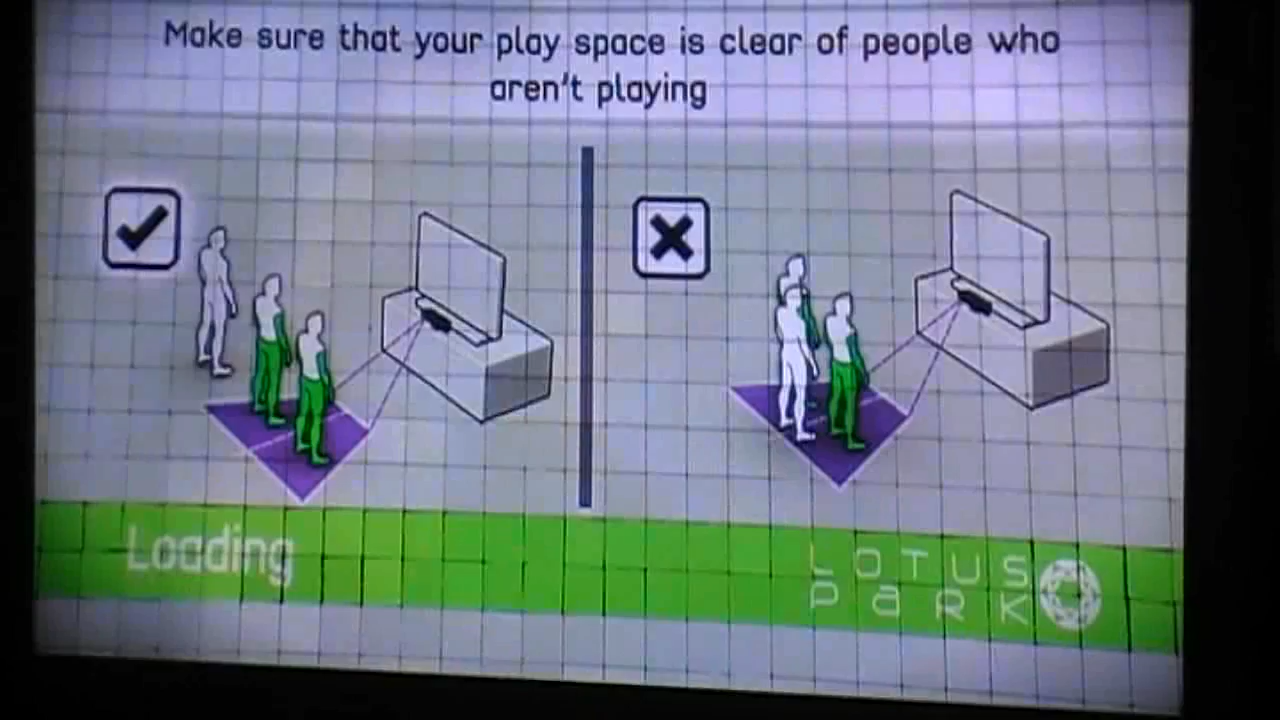 Make sure that your play space is clear of people who
aren't playing
Loading
LOTUS
PaRK